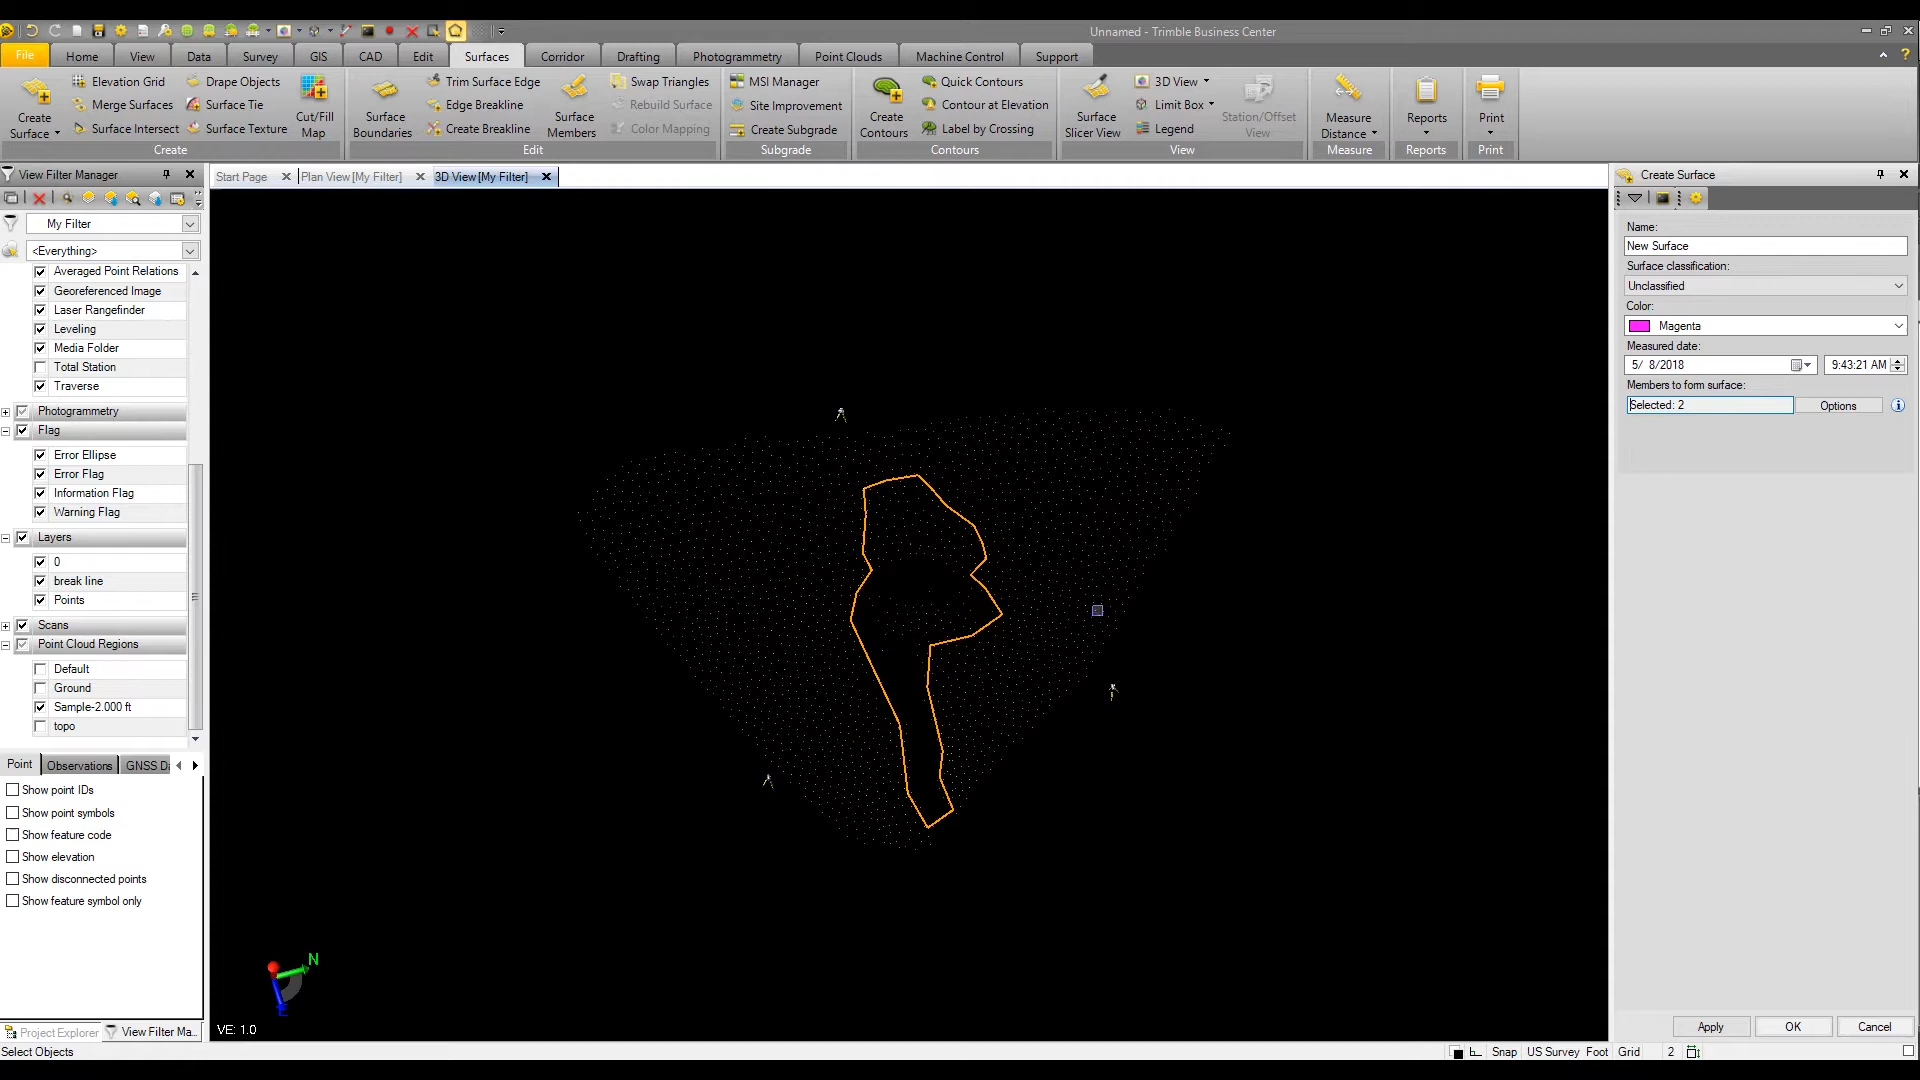 Unnamed - Trimble Business Center
File Home View Data Survey GIS CAD Edit Surfaces Corridor Drafting Photogrammetry Point Clouds Machine Control Support
Create Surface
Elevation Grid
Merge Surfaces
Surface Intersect
Drape Objects
Surface Tie
Surface Texture
Cut/Fill Map
Create
Surface Boundaries
Trim Surface Edge
Edge Breakline
Create Breakline
Surface Members
Swap Triangles
Rebuild Surface
Color Mapping
Edit
MSI Manager
Site Improvement
Create Subgrade
Subgrade
Create Contours
Quick Contours
Contour at Elevation
Label by Crossing
Contours
Surface Slicer View
3D View
Limit Box
Legend
Station/Offset View
View
Measure Distance
Measure
Reports
Reports
Print
Print
View Filter Manager
My Filter
<Everything>
Averaged Point Relations
Georeferenced Image
Laser Rangefinder
Leveling
Media Folder
Total Station
Traverse
Photogrammetry
Flag
Error Ellipse
Error Flag
Information Flag
Warning Flag
Layers
0
break line
Points
Scans
Point Cloud Regions
Default
Ground
Sample-2.000 ft
topo
Point Observations GNSS D
Show point IDs
Show point symbols
Show feature code
Show elevation
Show disconnected points
Show feature symbol only
Project Explorer View Filter Ma...
Select Objects
Start Page Plan View [My Filter] 3D View [My Filter]
N
E
VE: 1.0
Create Surface
Name:
New Surface
Surface classification:
Unclassified
Color:
Magenta
Measured date:
5/ 8/2018 9:43:21 AM
Members to form surface:
Selected: 2 Options
Apply OK Cancel
Snap US Survey Foot Grid 2